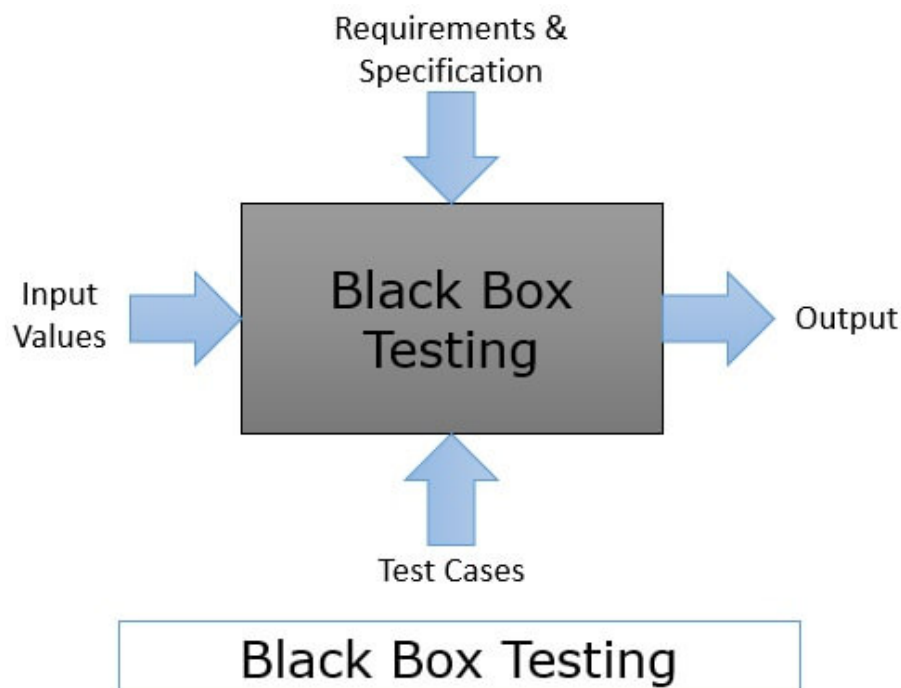 Requirements &
Specification
Input
Values
Black Box
Testing
Output
Test Cases
Black Box Testing